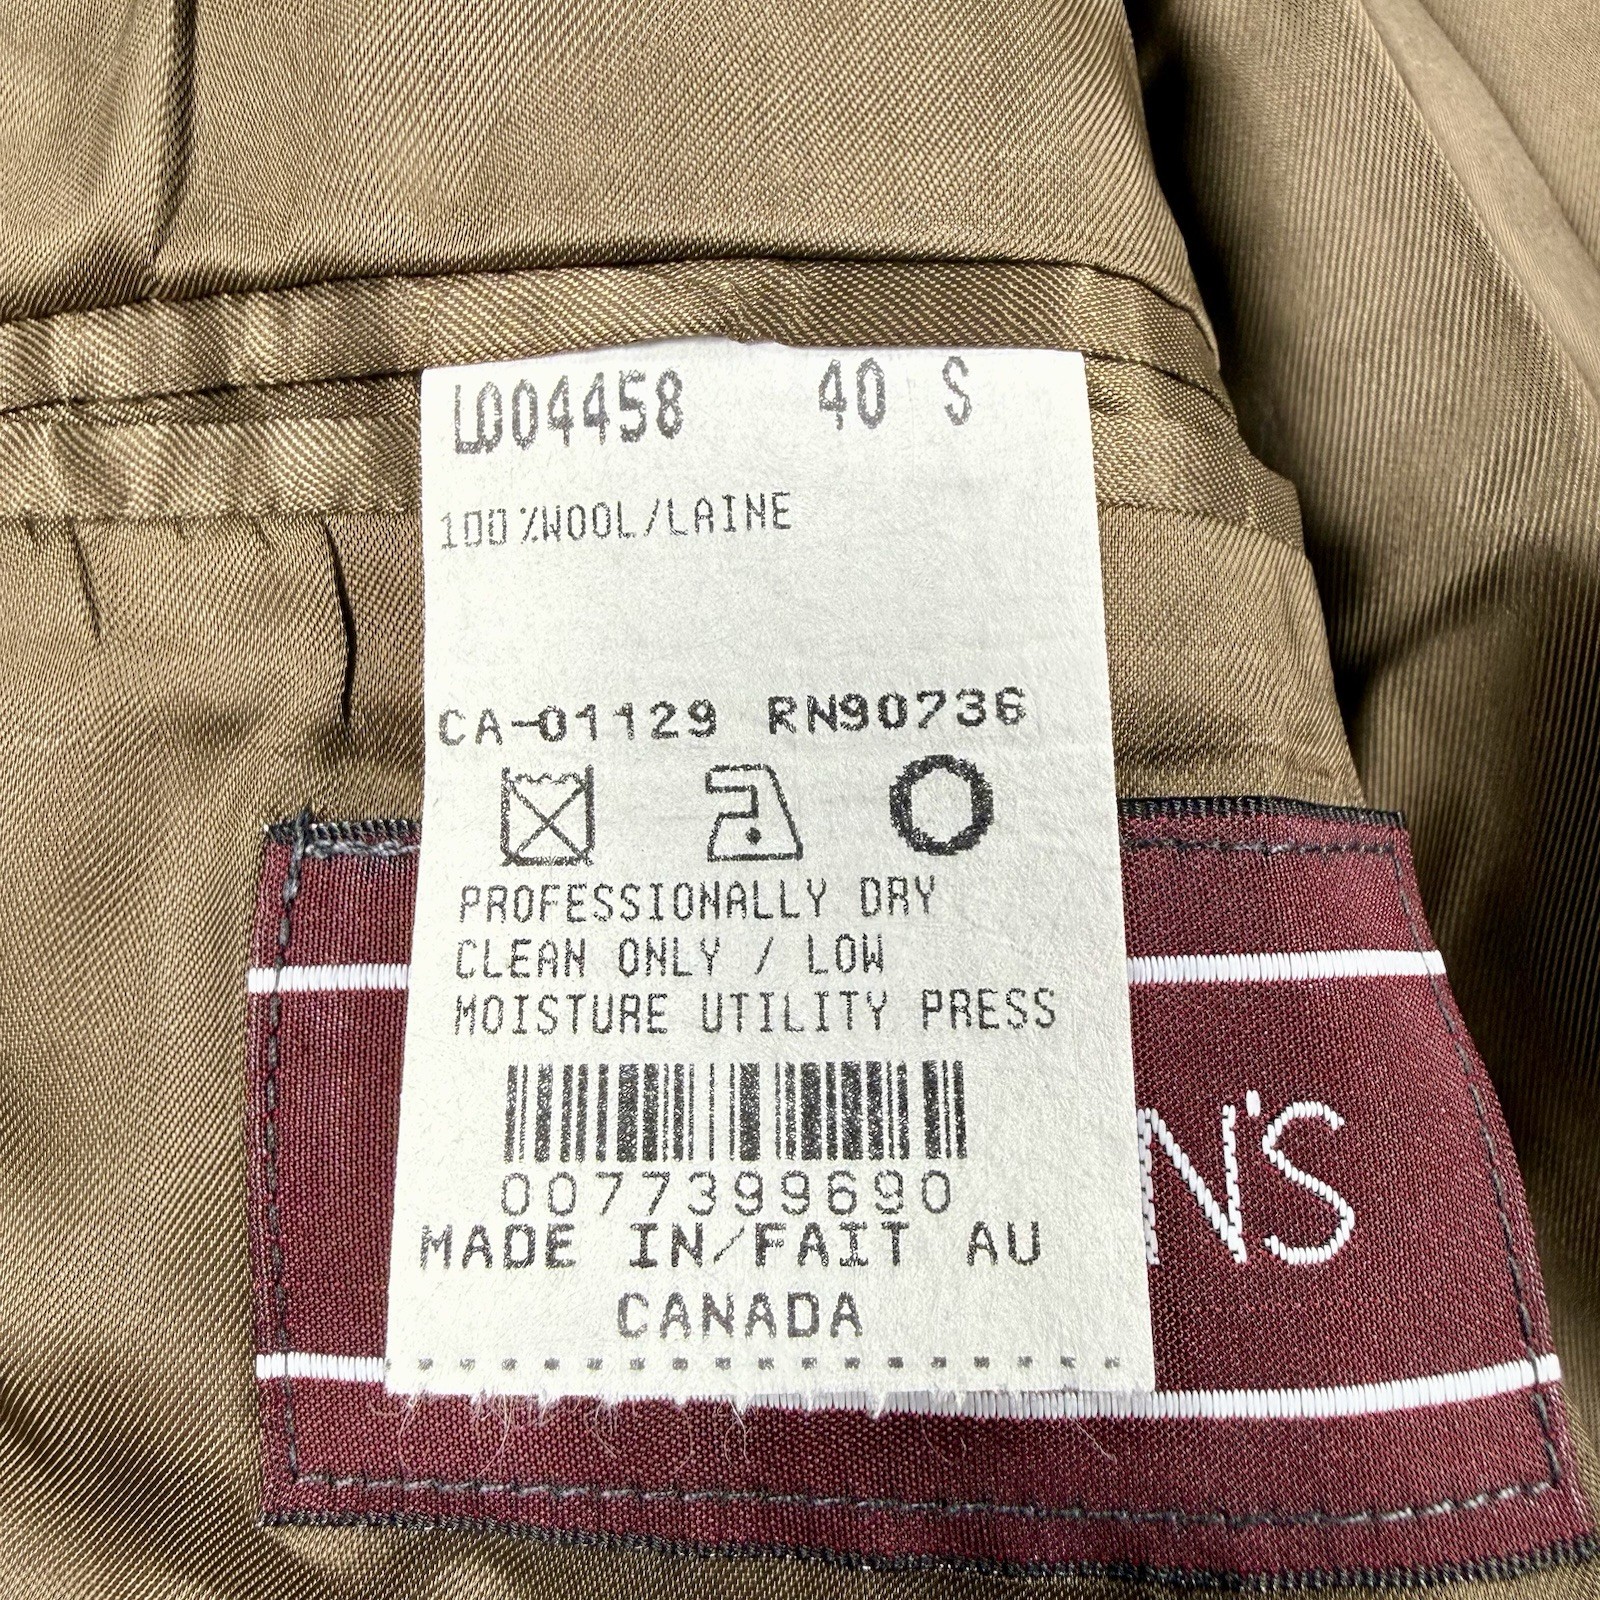 L004458 40 S
100%WOOL/LAINE
CA-01129 RN90736
PROFESSIONALLY DRY
CLEAN ONLY / LOW
MOISTURE UTILITY PRESS
0077399690
MADE IN/FAIT AU
CANADA
N'S